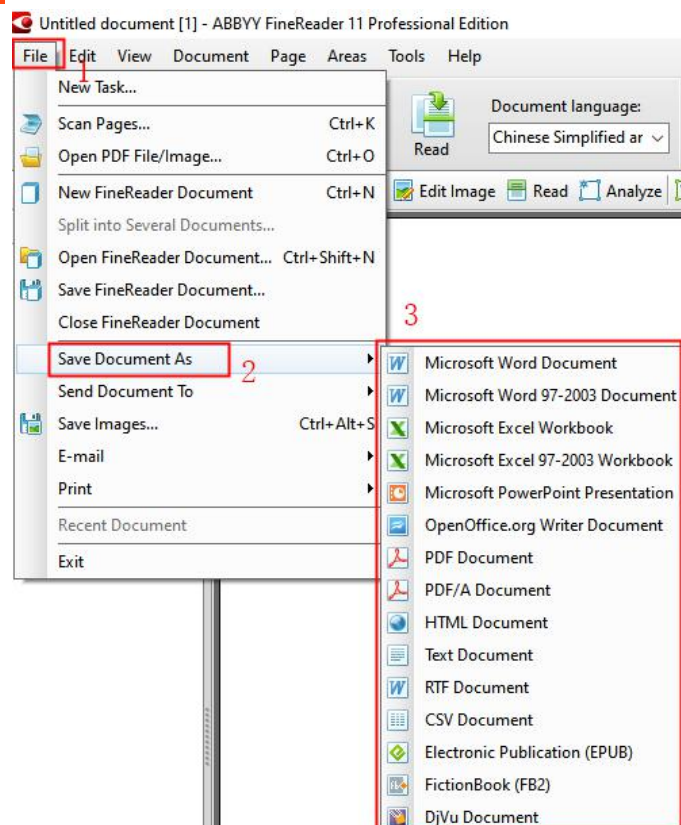 Untitled document [1] - ABBYY FineReader 11 Professional Edition
File Edit View Document Page Areas Tools Help
1
New Task...
Scan Pages... Ctrl+K
Open PDF File/Image... Ctrl+O
New FineReader Document Ctrl+N
Split into Several Documents...
Open FineReader Document... Ctrl+Shift+N
Save FineReader Document...
Close FineReader Document
Save Document As
2
Send Document To
Save Images... Ctrl+Alt+S
E-mail
Print
Recent Document
Exit
Read
Document language:
Chinese Simplified ar
Edit Image Read Analyze
3
Microsoft Word Document
Microsoft Word 97-2003 Document
Microsoft Excel Workbook
Microsoft Excel 97-2003 Workbook
Microsoft PowerPoint Presentation
OpenOffice.org Writer Document
PDF Document
PDF/A Document
HTML Document
Text Document
RTF Document
CSV Document
Electronic Publication (EPUB)
FictionBook (FB2)
DjVu Document